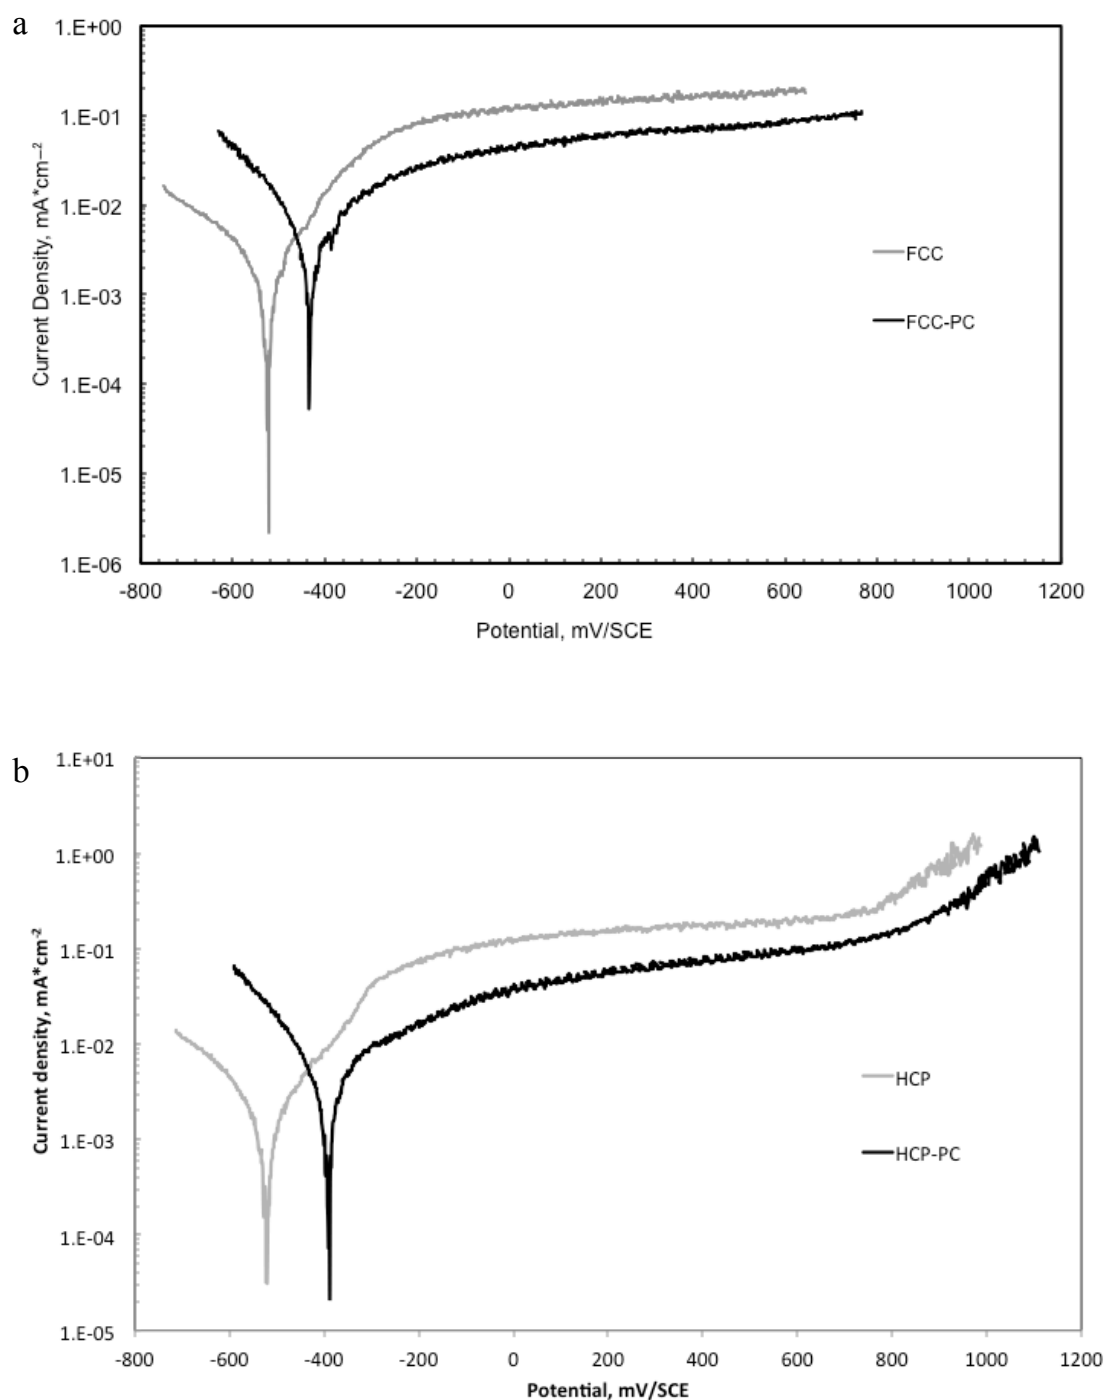 a
1.E+00
1.E-01
1.E-02
1.E-03
1.E-04
1.E-05
1.E-06
Current Density, mA*cm−2
FCC
FCC-PC
-800 -600 -400 -200 0 200 400 600 800 1000 1200
Potential, mV/SCE
b
1.E+01
1.E+00
1.E-01
1.E-02
1.E-03
1.E-04
1.E-05
Current density, mA*cm-2
HCP
HCP-PC
-800 -600 -400 -200 0 200 400 600 800 1000 1200
Potential, mV/SCE